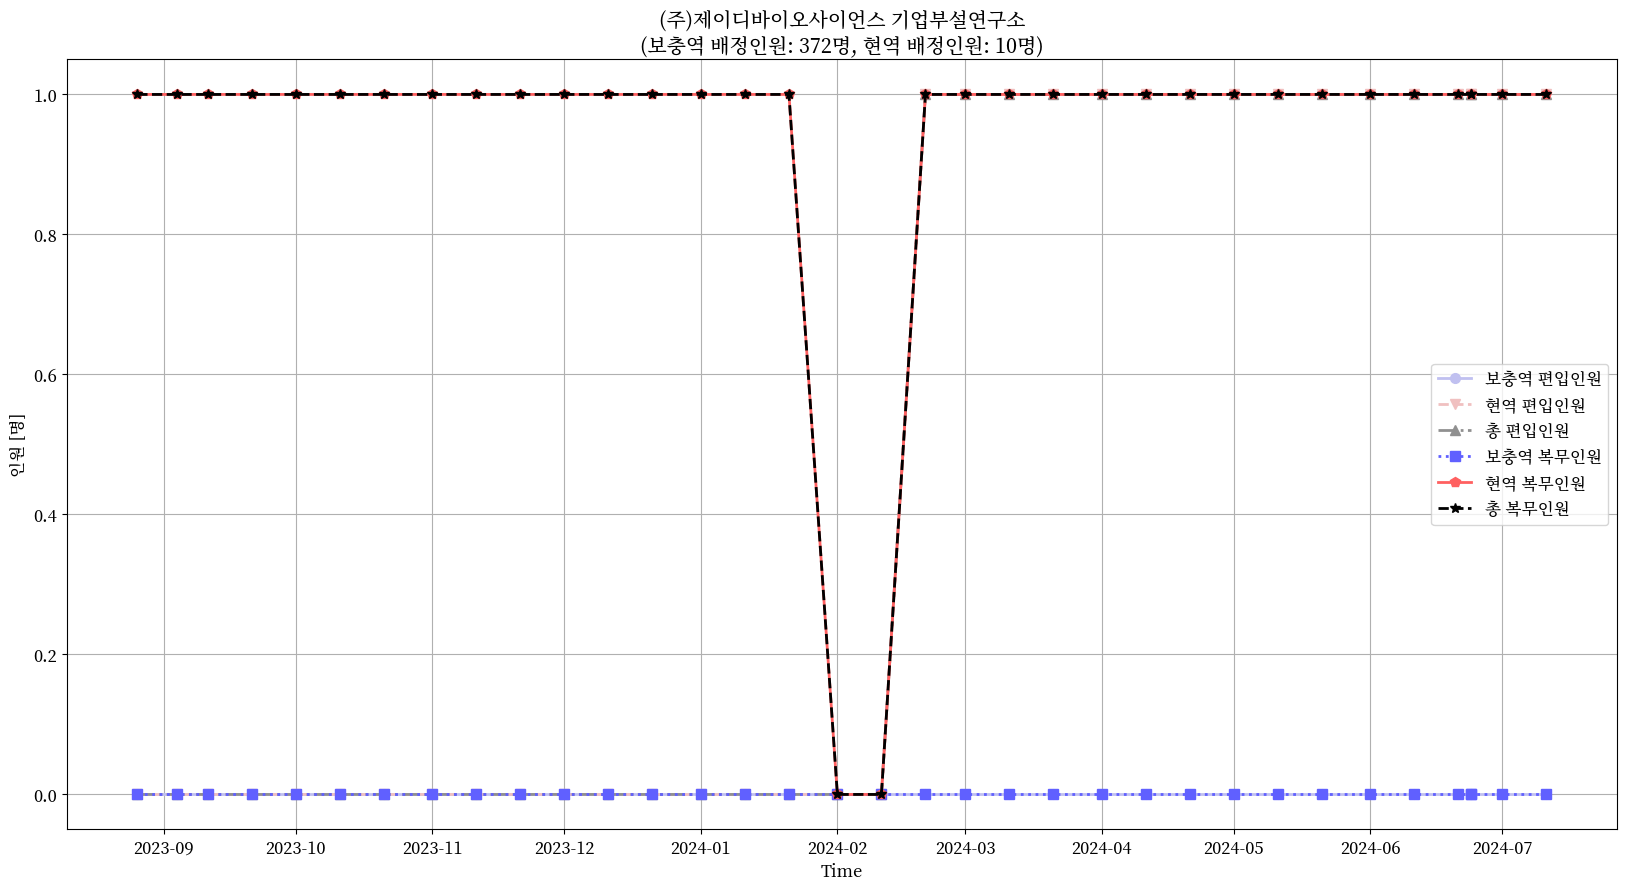 (주)제이디바이오사이언스 기업부설연구소
(보충역 배정인원: 372명, 현역 배정인원: 10명)
인원 [명]
1.0
0.8
0.6
0.4
0.2
0.0
보충역 편입인원
현역 편입인원
총 편입인원
보충역 복무인원
현역 복무인원
총 복무인원
2023-09
2023-10
2023-11
2023-12
2024-01
2024-02
2024-03
2024-04
2024-05
2024-06
2024-07
Time